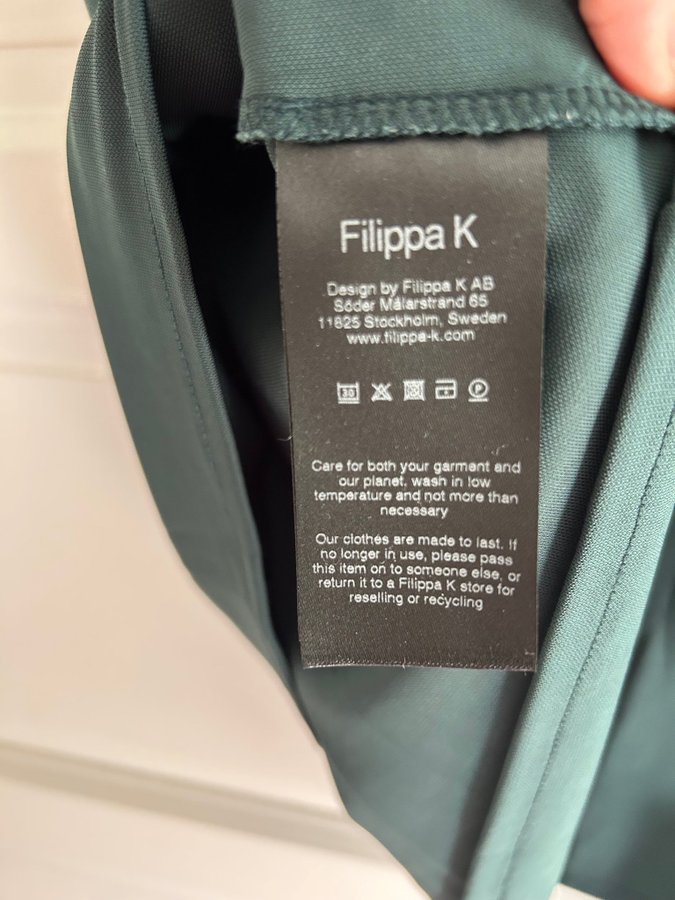 Filippa K
Design by Filippa K AB
Söder Mälarstrand 65
11825 Stockholm, Sweden
www.filippa-k.com
30
P
Care for both your garment and
our planet, wash in low
temperature and not more than
necessary
Our clothes are made to last. If
no longer in use, please pass
this item on to someone else, or
return it to a Filippa K store for
reselling or recycling